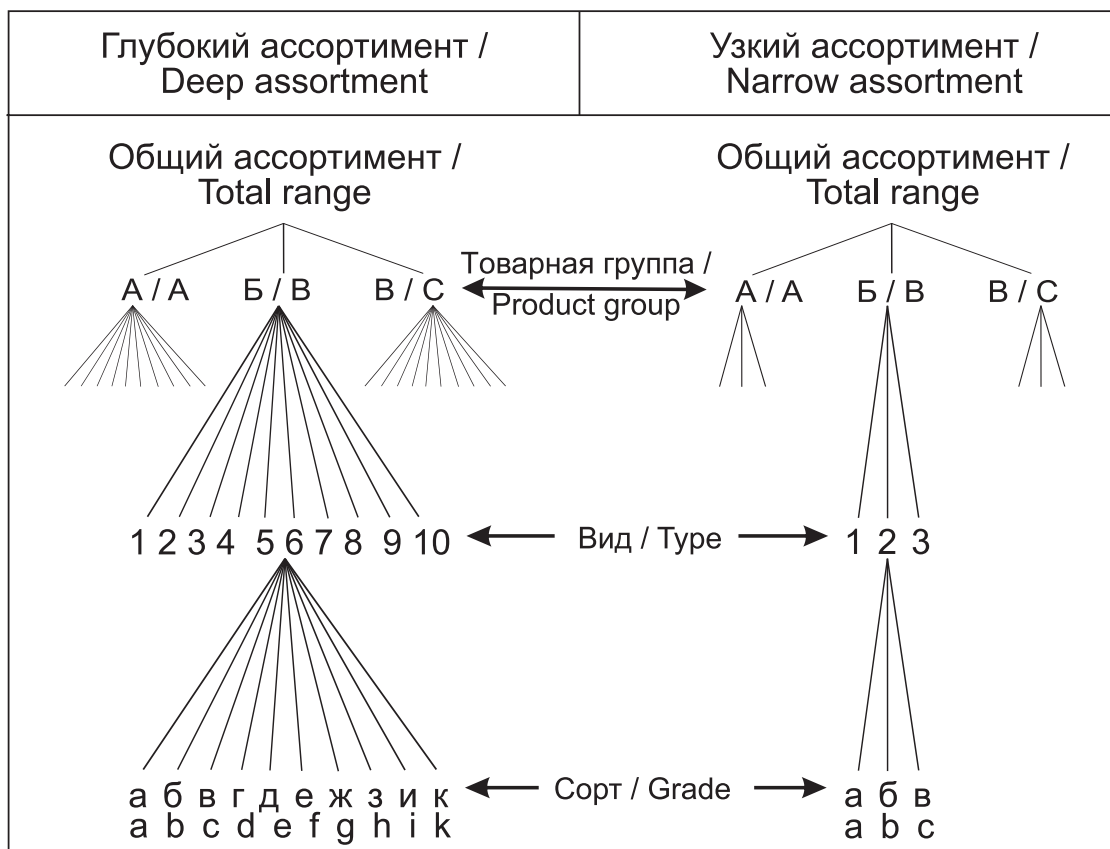 Глубокий ассортимент /
Deep assortment
Узкий ассортимент /
Narrow assortment
Общий ассортимент /
Total range
Общий ассортимент /
Total range
Товарная группа /
Product group
А / A
Б / B
В / C
А / A
Б / B
В / C
1 2 3 4 5 6 7 8 9 10
Вид / Type
1 2 3
а б в г д е ж з и к
a b c d e f g h i k
Сорт / Grade
а б в
a b c